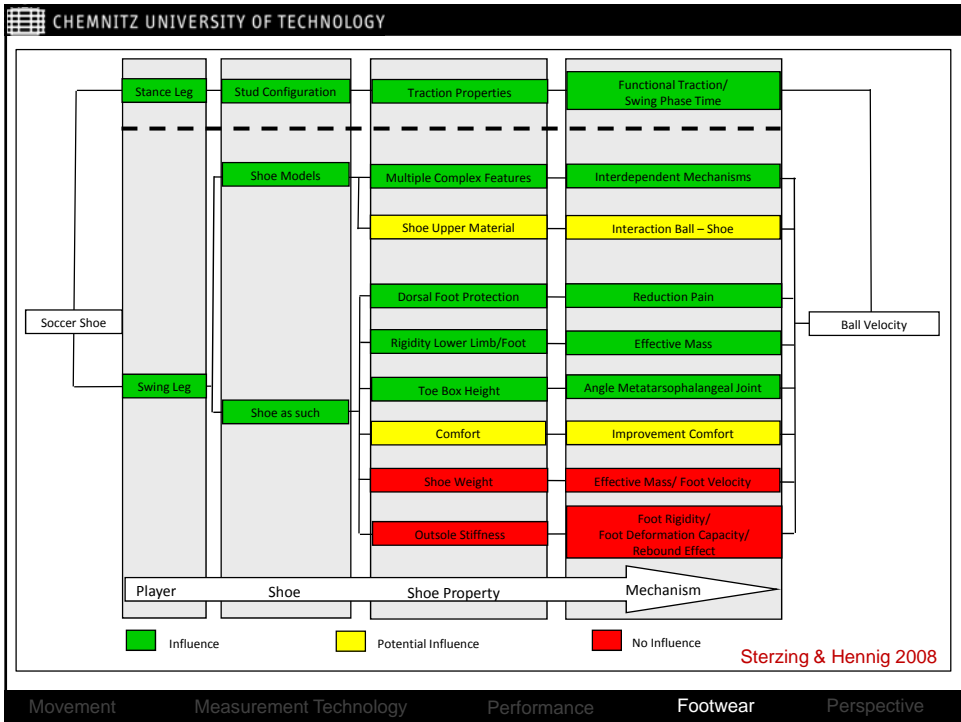 CHEMNITZ UNIVERSITY OF TECHNOLOGY
Stance Leg
Stud Configuration
Traction Properties
Functional Traction/
Swing Phase Time
Shoe Models
Multiple Complex Features
Interdependent Mechanisms
Shoe Upper Material
Interaction Ball – Shoe
Dorsal Foot Protection
Reduction Pain
Soccer Shoe
Ball Velocity
Rigidity Lower Limb/Foot
Effective Mass
Swing Leg
Toe Box Height
Angle Metatarsophalangeal Joint
Shoe as such
Comfort
Improvement Comfort
Shoe Weight
Effective Mass/ Foot Velocity
Outsole Stiffness
Foot Rigidity/
Foot Deformation Capacity/
Rebound Effect
Player
Shoe
Shoe Property
Mechanism
Influence
Potential Influence
No Influence
Sterzing & Hennig 2008
Movement
Measurement Technology
Performance
Footwear
Perspective